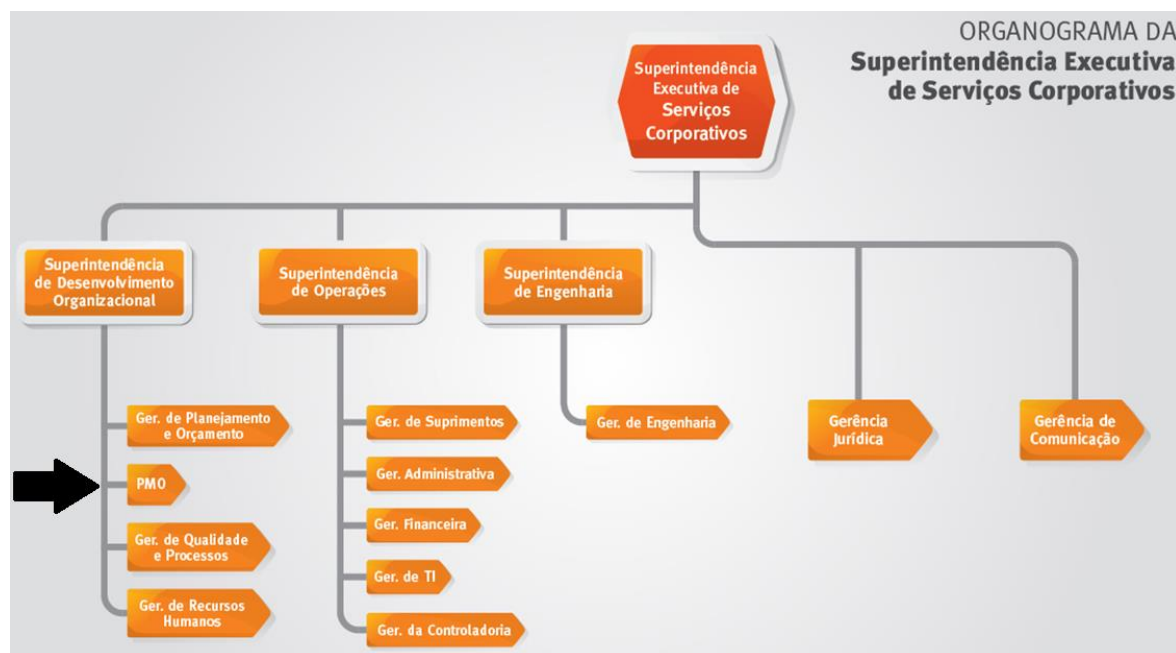 ORGANOGRAMA DA
Superintendência Executiva
de Serviços Corporativos
Superintendência
Executiva de
Serviços
Corporativos
Superintendência
de Desenvolvimento
Organizacional
Superintendência
de Operações
Superintendência
de Engenharia
Ger. de Planejamento
e Orçamento
PMO
Ger. de Qualidade
e Processos
Ger. de Recursos
Humanos
Ger. de Suprimentos
Ger. Administrativa
Ger. Financeira
Ger. de TI
Ger. da Controladoria
Ger. de Engenharia
Gerência
Jurídica
Gerência de
Comunicação